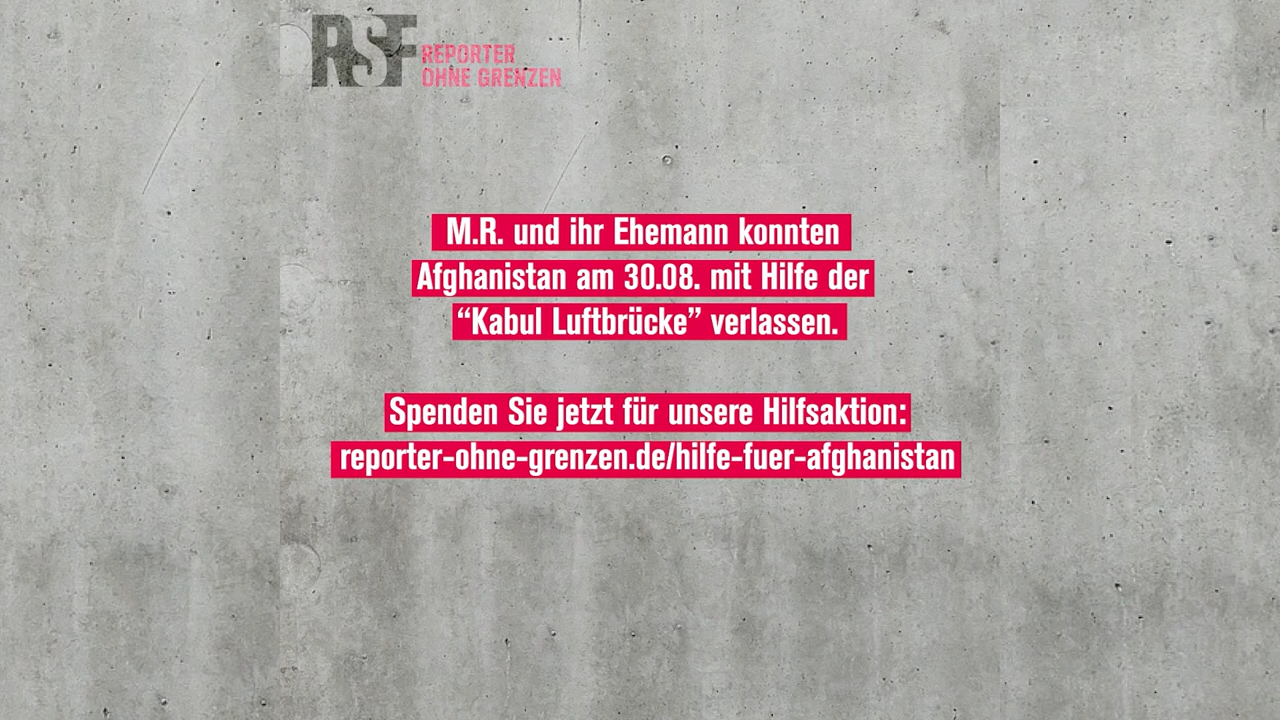 RSF
REPORTER
OHNE GRENZEN
M.R. und ihr Ehemann konnten
Afghanistan am 30.08. mit Hilfe der
“Kabul Luftbrücke” verlassen.
Spenden Sie jetzt für unsere Hilfsaktion:
reporter-ohne-grenzen.de/hilfe-fuer-afghanistan